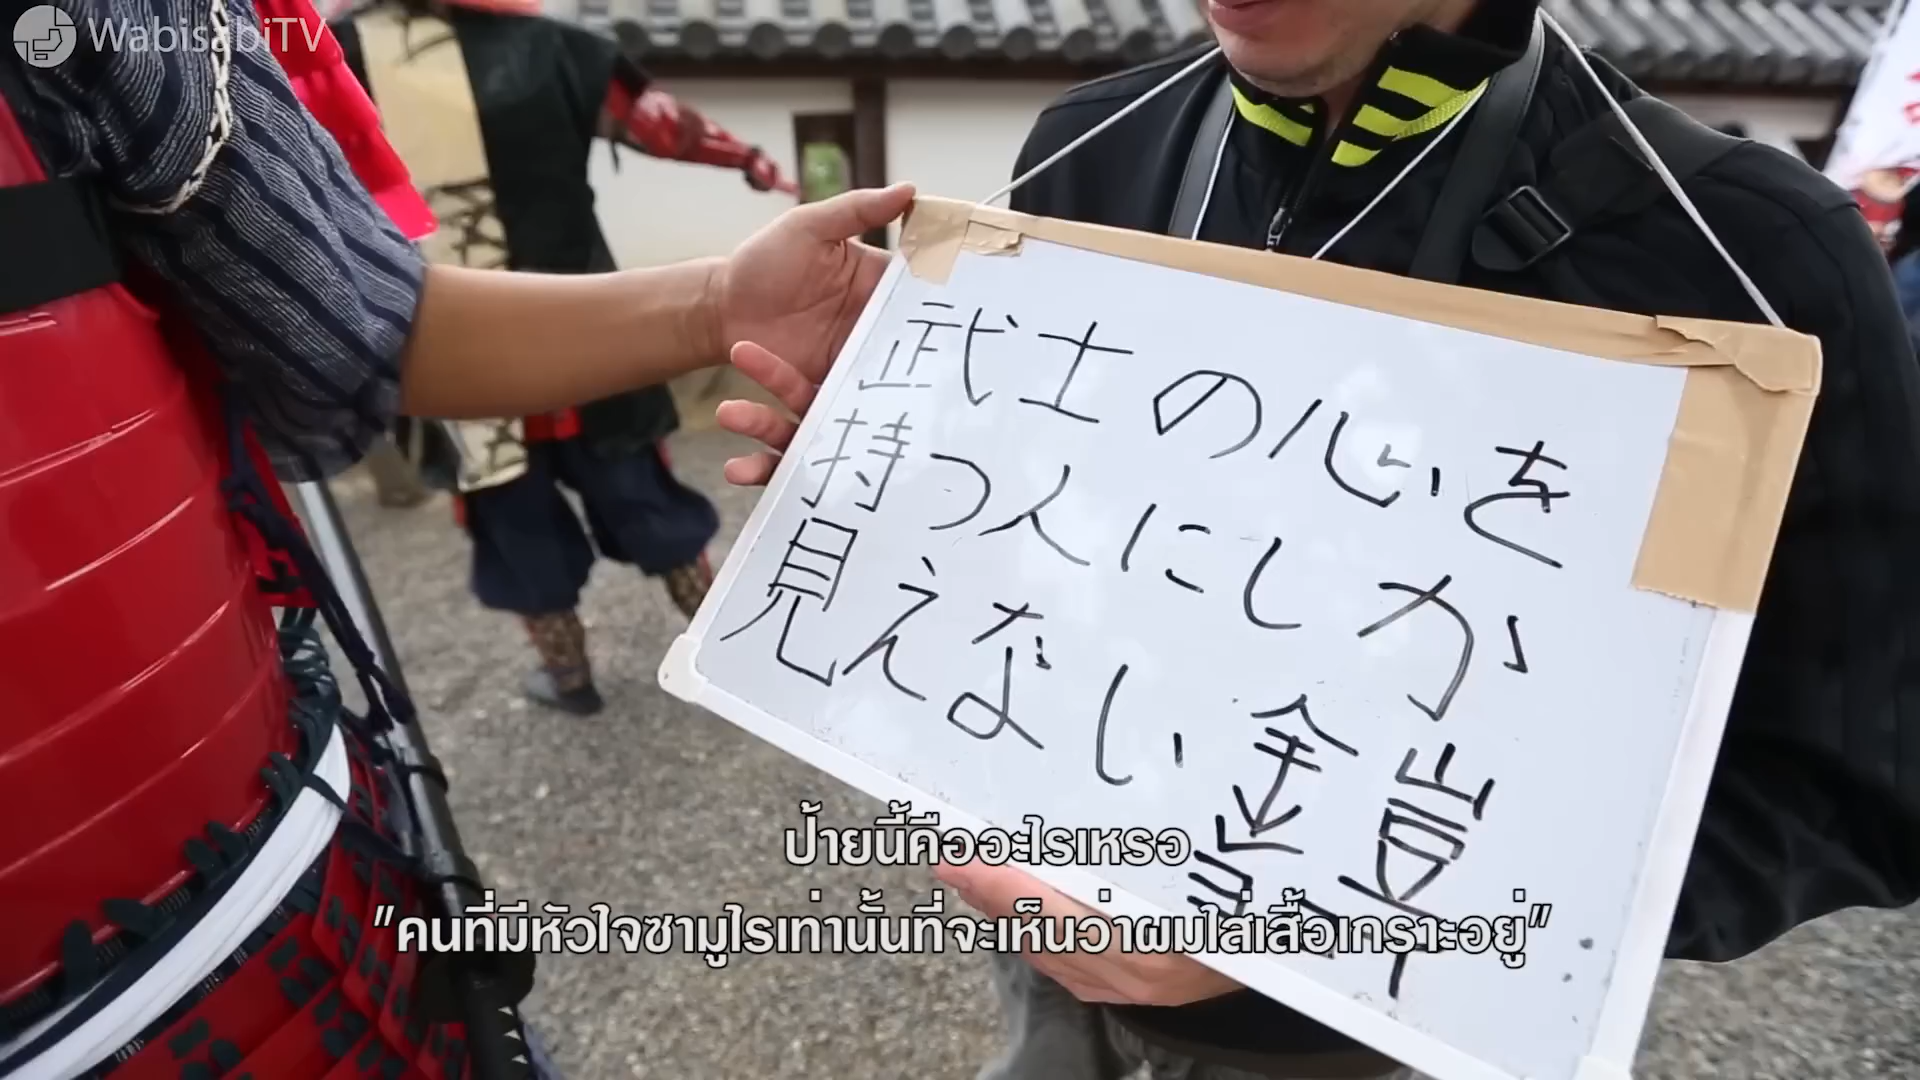 WabisabiTV
武士の心を
持つ人にしか
見えない
ป้ายนี้คืออะไรเหรอ
"คนที่มีหัวใจซามูไรเท่านั้นที่จะเห็นว่าผมใส่เสื้อเกราะอยู่"